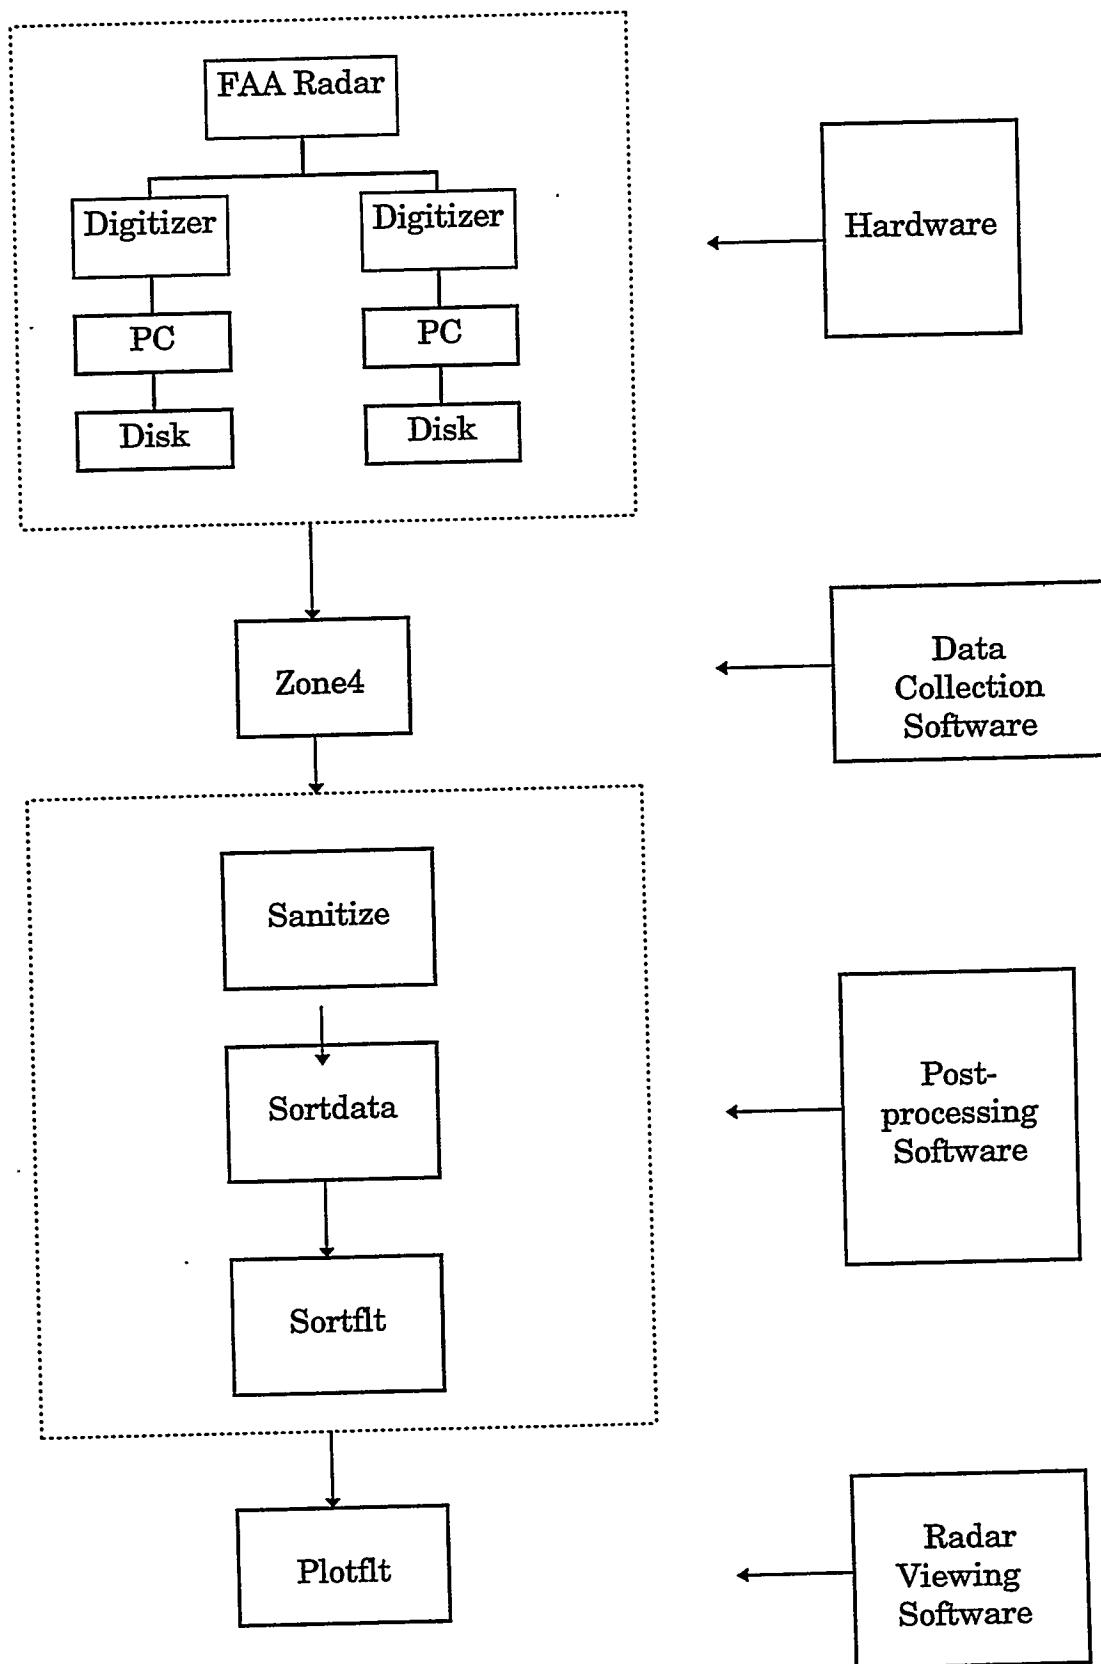 FAA Radar
Digitizer
Digitizer
PC
PC
Disk
Disk
Hardware
Zone4
Data
Collection
Software
Sanitize
Sortdata
Sortflt
Post-
processing
Software
Plotflt
Radar
Viewing
Software